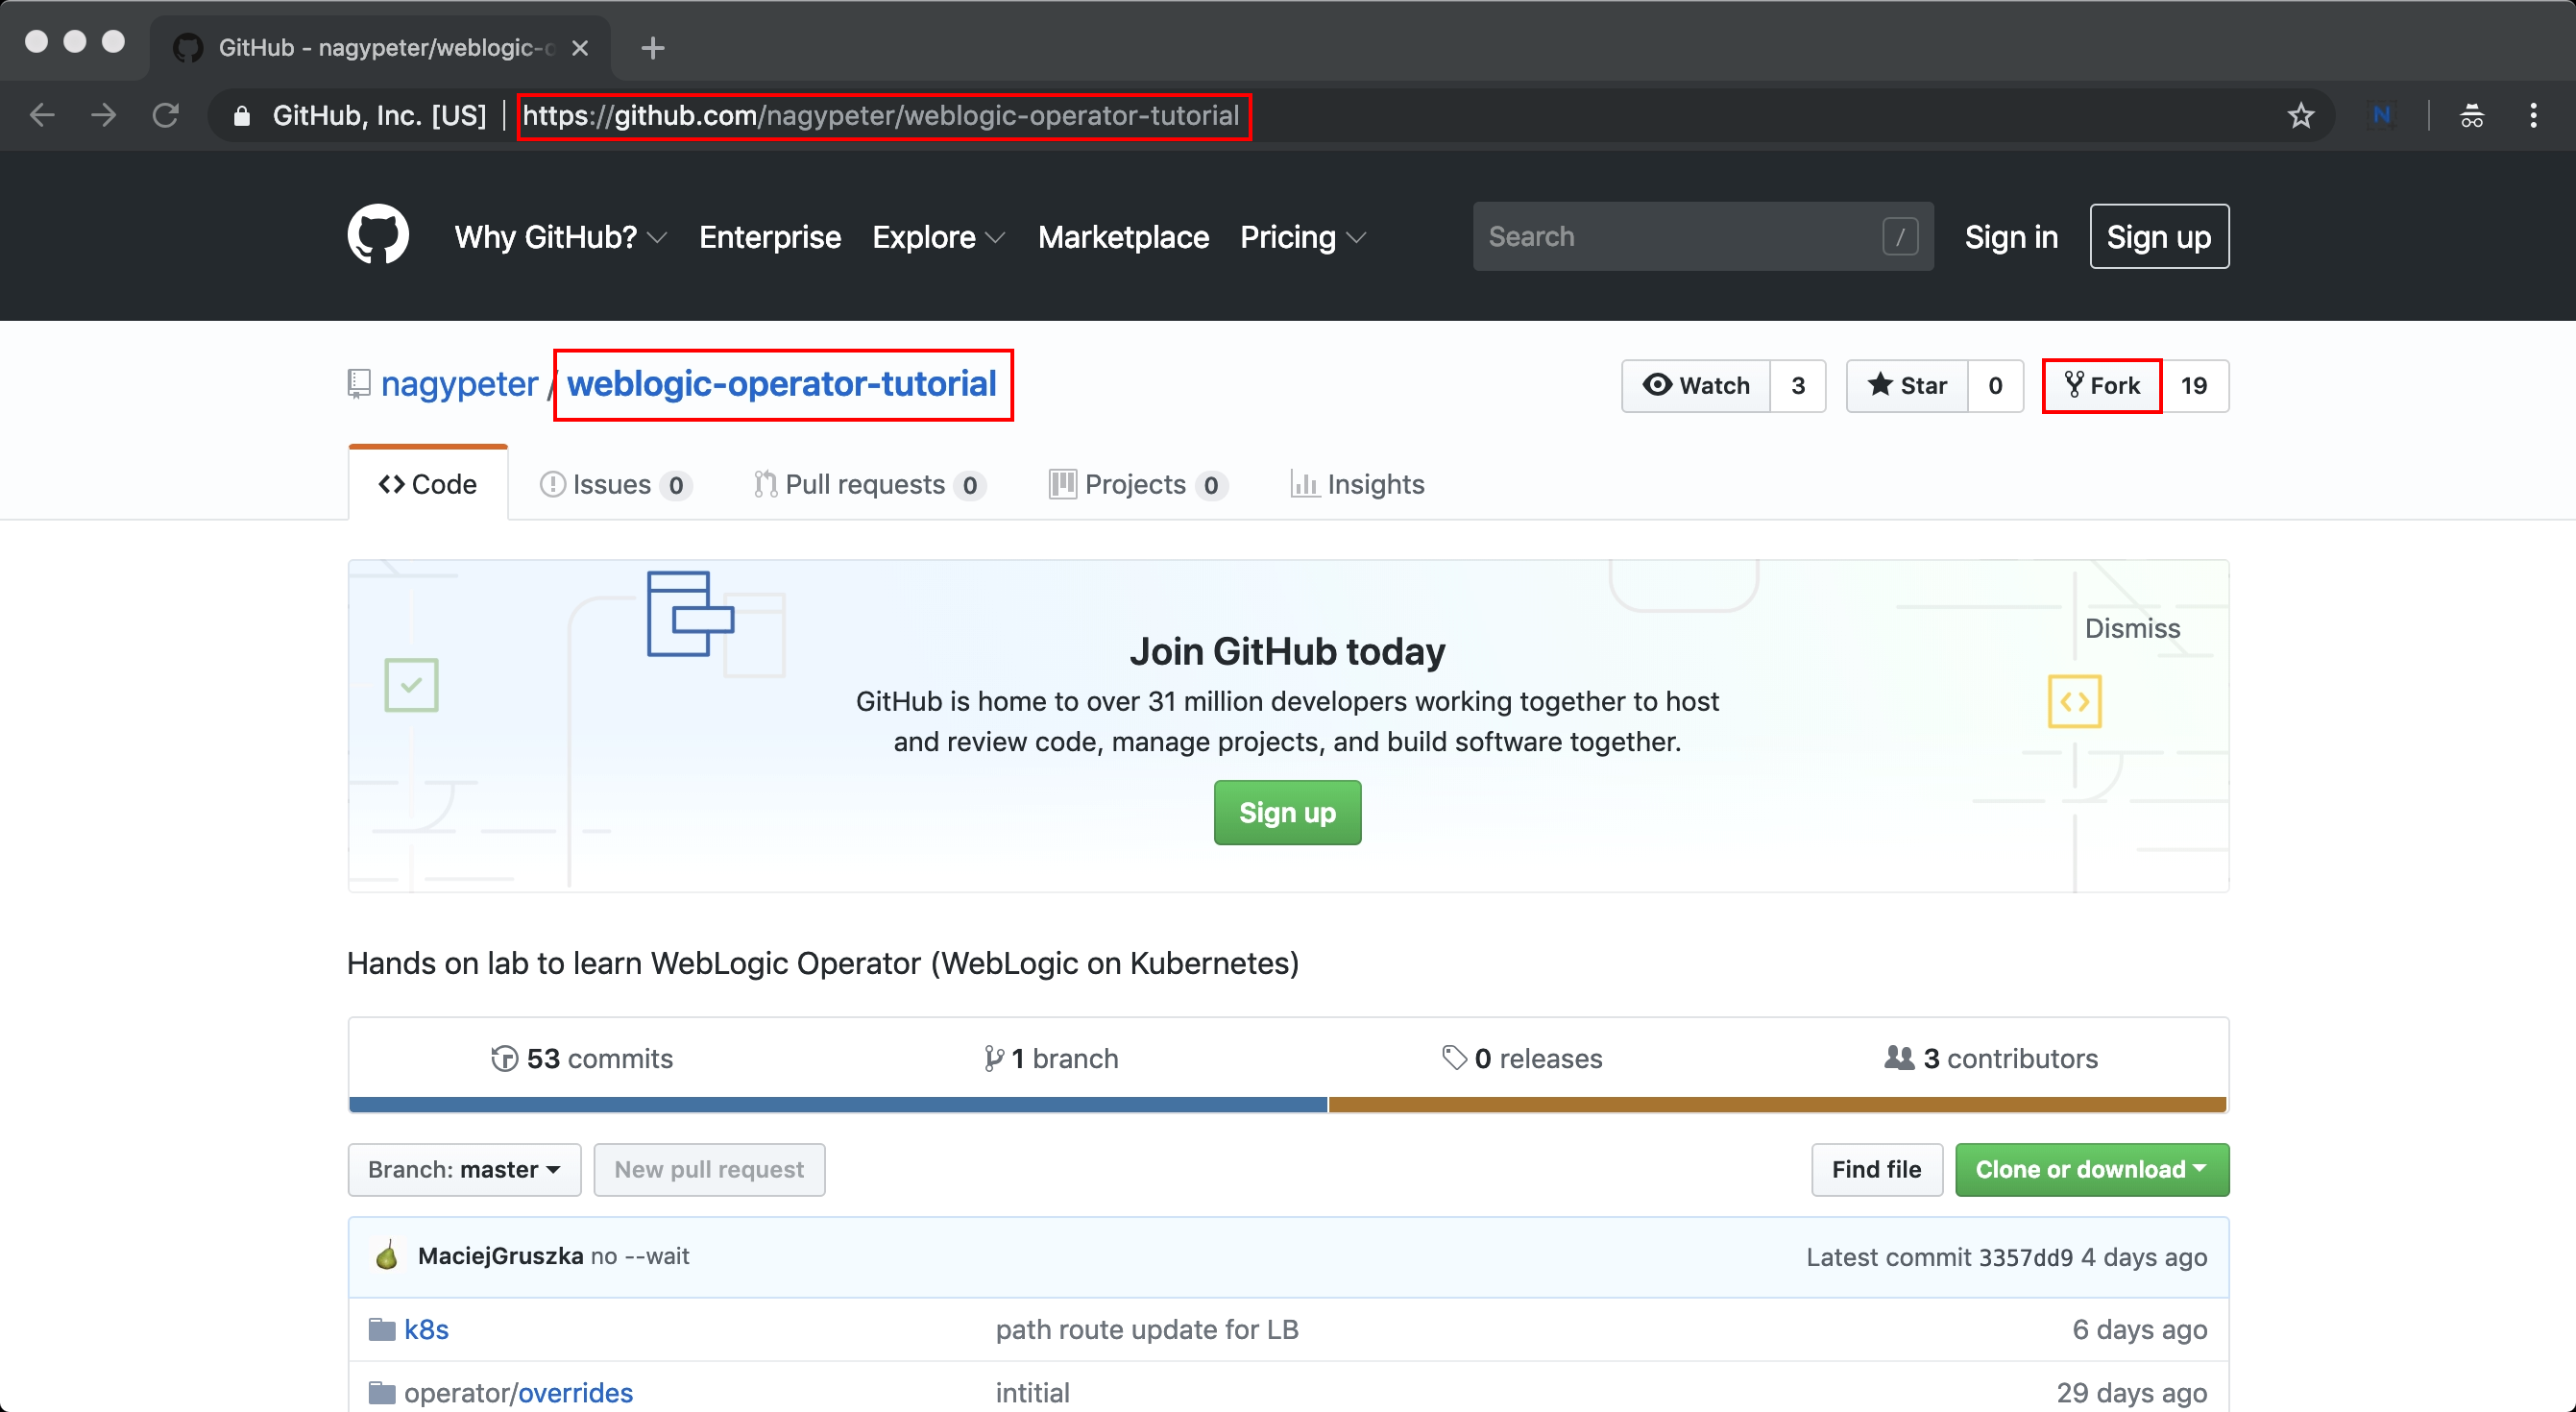 GitHub - nagypeter/weblogic-o
GitHub, Inc. [US] | https://github.com/nagypeter/weblogic-operator-tutorial
N
Why GitHub? Enterprise Explore Marketplace Pricing Search / Sign in Sign up
nagypeter / weblogic-operator-tutorial Watch 3 Star 0 Fork 19
Code Issues 0 Pull requests 0 Projects 0 Insights
Dismiss
Join GitHub today
GitHub is home to over 31 million developers working together to host
and review code, manage projects, and build software together.
Sign up
Hands on lab to learn WebLogic Operator (WebLogic on Kubernetes)
53 commits 1 branch 0 releases 3 contributors
Branch: master New pull request Find file Clone or download
MaciejGruszka no --wait Latest commit 3357dd9 4 days ago
k8s path route update for LB 6 days ago
operator/overrides intitial 29 days ago